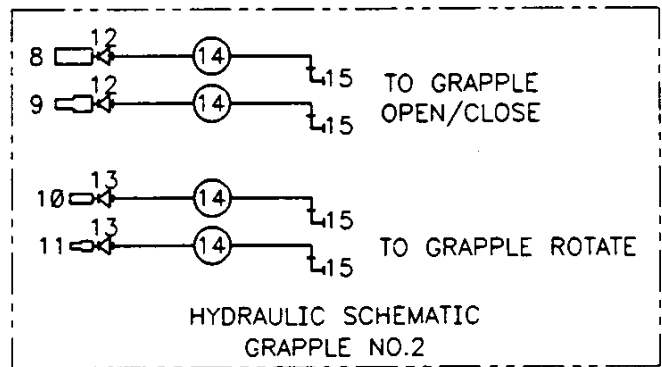 12
8 14
15 TO GRAPPLE
12
9 14 OPEN/CLOSE
15
13
10 14
15
13
11 14 TO GRAPPLE ROTATE
15
HYDRAULIC SCHEMATIC
GRAPPLE NO.2